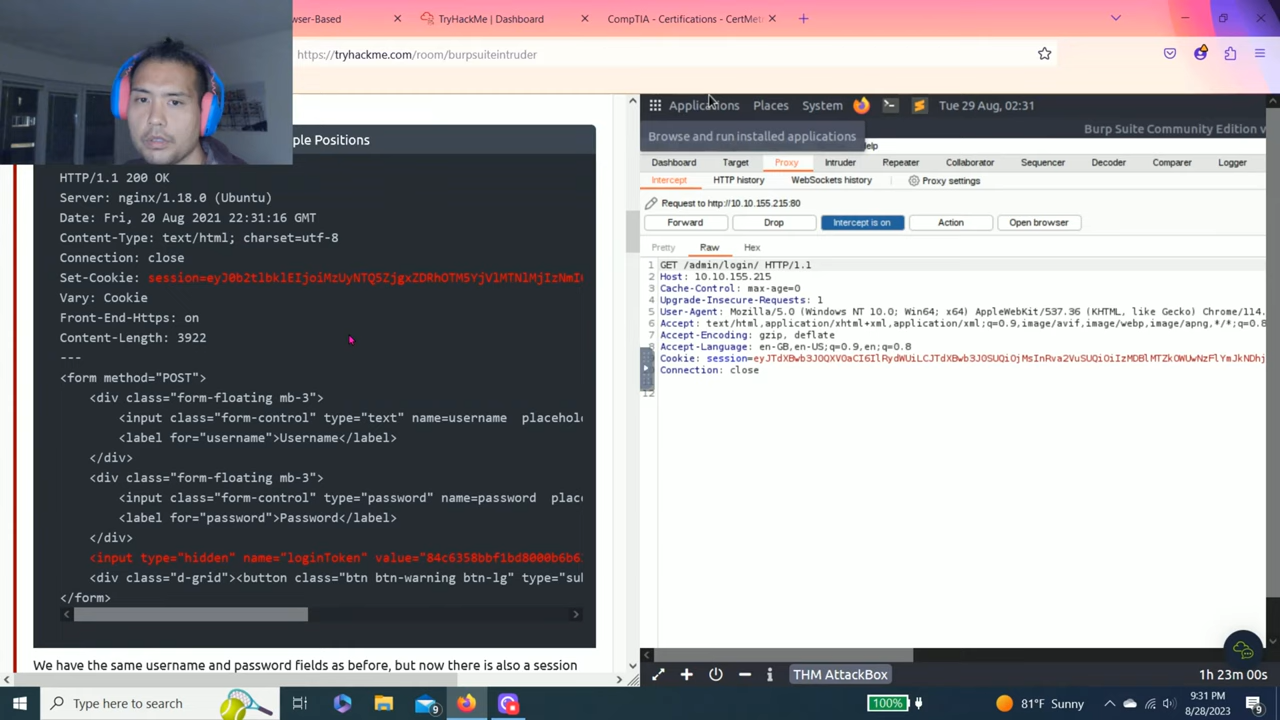 wser-Based
TryHackMe | Dashboard
CompTIA - Certifications - CertMetr
https://tryhackme.com/room/burpsuiteintruder
ple Positions
HTTP/1.1 200 OK
Server: nginx/1.18.0 (Ubuntu)
Date: Fri, 20 Aug 2021 22:31:16 GMT
Content-Type: text/html; charset=utf-8
Connection: close
Set-Cookie:
Vary: Cookie
Front-End-Https: on
Content-Length: 3922
---
<form method="POST">
<div class="form-floating mb-3">
<input class="form-control" type="text" name=username placehol
<label for="username">Username</label>
</div>
<div class="form-floating mb-3">
<input class="form-control" type="password" name=password plac
<label for="password">Password</label>
</div>
<input type="hidden" name="loginToken" value="84c6358bbf1bd8000b6b6
<div class="d-grid"><button class="btn btn-warning btn-lg" type="su
</form>
We have the same username and password fields as before, but now there is also a session
Applications Places System Tue 29 Aug, 02:31
Browse and run installed applications
Burp Suite Community Edition v
elp
Dashboard Target Proxy Intruder Repeater Collaborator Sequencer Decoder Comparer Logger
Intercept HTTP history WebSockets history Proxy settings
Request to http://10.10.155.215:80
Forward Drop Intercept is on Action Open browser
Pretty Raw Hex
1 GET /admin/login/ HTTP/1.1
2 Host: 10.10.155.215
3 Cache-Control: max-age=0
4 Upgrade-Insecure-Requests: 1
5 User-Agent: Mozilla/5.0 (Windows NT 10.0; Win64; x64) AppleWebKit/537.36 (KHTML, like Gecko) Chrome/114.
6 Accept: text/html,application/xhtml+xml,application/xml;q=0.9,image/avif,image/webp,image/apng,*/*;q=0.8
7 Accept-Encoding: gzip, deflate
8 Accept-Language: en-GB,en-US;q=0.9,en;q=0.8
Cookie:
Connection: close
12
THM AttackBox
1h 23m 00s
Type here to search
9
100%
81°F Sunny
9:31 PM
8/28/2023
9